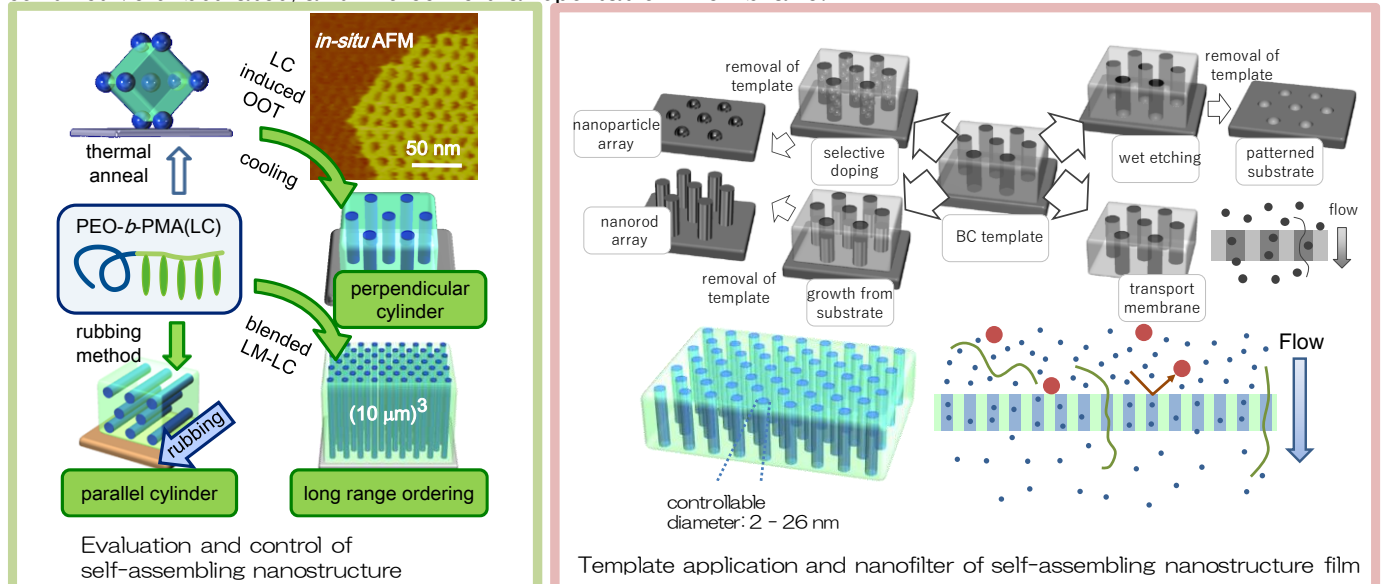 in-situ AFM
LC
induced
OOT
cooling
50 nm
thermal
anneal
PEO-b-PMA(LC)
perpendicular
cylinder
rubbing
method
blended
LM-LC
(10 μm)³
rubbing
parallel cylinder
long range ordering
Evaluation and control of
self-assembling nanostructure
removal of
template
nanoparticle
array
selective
doping
nanorod
array
removal of
template
growth from
substrate
BC template
wet etching
removal of
template
patterned
substrate
transport
membrane
flow
controllable
diameter: 2 - 26 nm
Flow
Template application and nanofilter of self-assembling nanostructure film